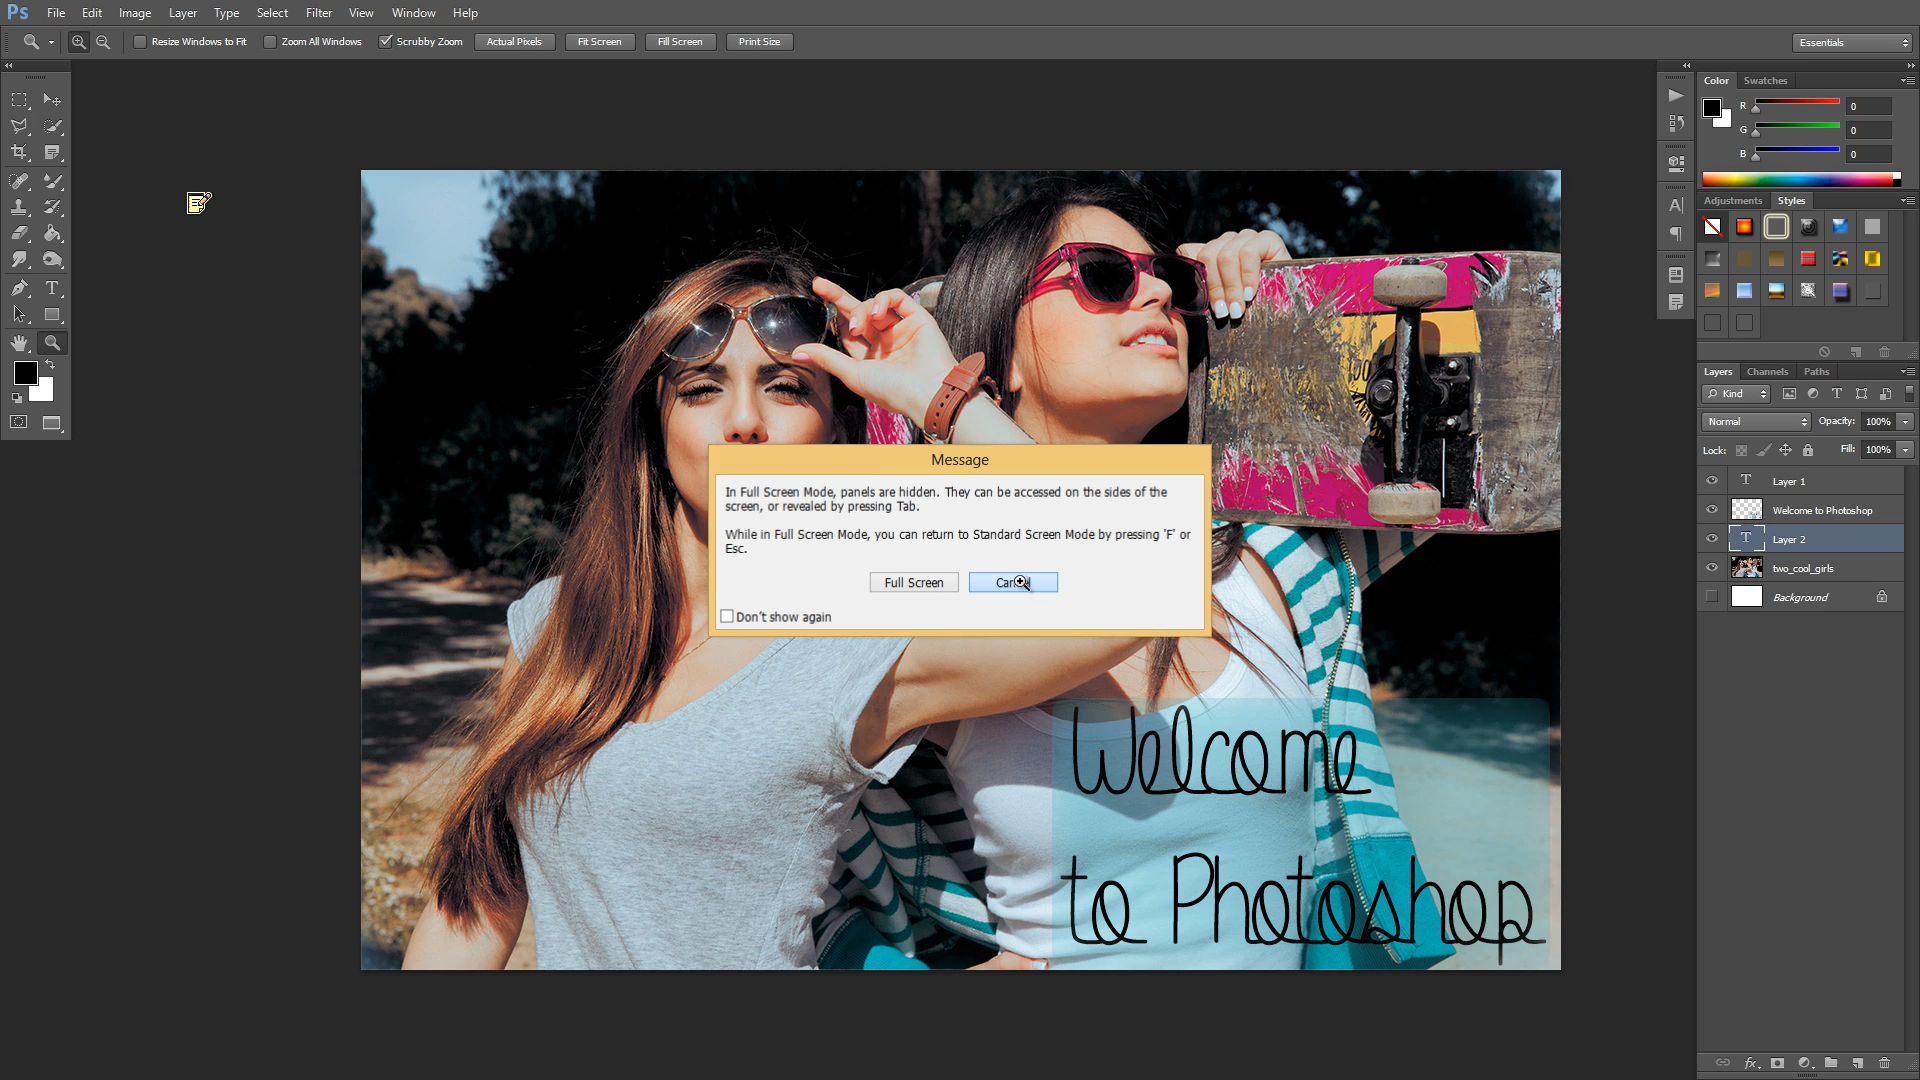 Ps File Edit Image Layer Type Select Filter View Window Help
Resize Windows to Fit Zoom All Windows Scrubby Zoom Actual Pixels Fit Screen Fill Screen Print Size Essentials
Color Swatches
R 0
G 0
B 0
Adjustments Styles
Layers Channels Paths
Kind
Normal Opacity: 100%
Lock: Fill: 100%
Layer 1
Welcome to Photoshop
Layer 2
two_cool_girls
Background
Message
In Full Screen Mode, panels are hidden. They can be accessed on the sides of the
screen, or revealed by pressing Tab.
While in Full Screen Mode, you can return to Standard Screen Mode by pressing 'F' or
Esc.
Full Screen
Don't show again
Welcome
to Photoshop